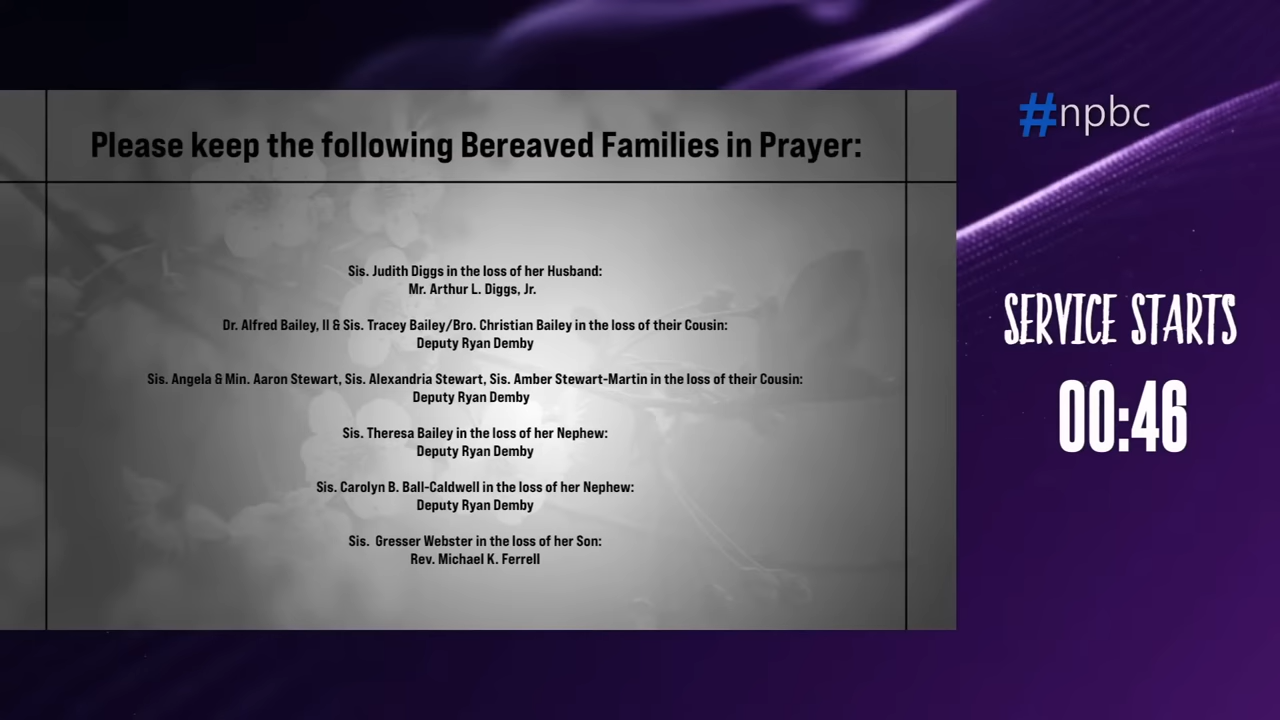 Please keep the following Bereaved Families in Prayer:
Sis. Judith Diggs in the loss of her Husband:
Mr. Arthur L. Diggs, Jr.
Dr. Alfred Bailey, II & Sis. Tracey Bailey/Bro. Christian Bailey in the loss of their Cousin:
Deputy Ryan Demby
Sis. Angela & Min. Aaron Stewart, Sis. Alexandria Stewart, Sis. Amber Stewart-Martin in the loss of their Cousin:
Deputy Ryan Demby
Sis. Theresa Bailey in the loss of her Nephew:
Deputy Ryan Demby
Sis. Carolyn B. Ball-Caldwell in the loss of her Nephew:
Deputy Ryan Demby
Sis. Gresser Webster in the loss of her Son:
Rev. Michael K. Ferrell
#npbc
SERVICE STARTS
00:46